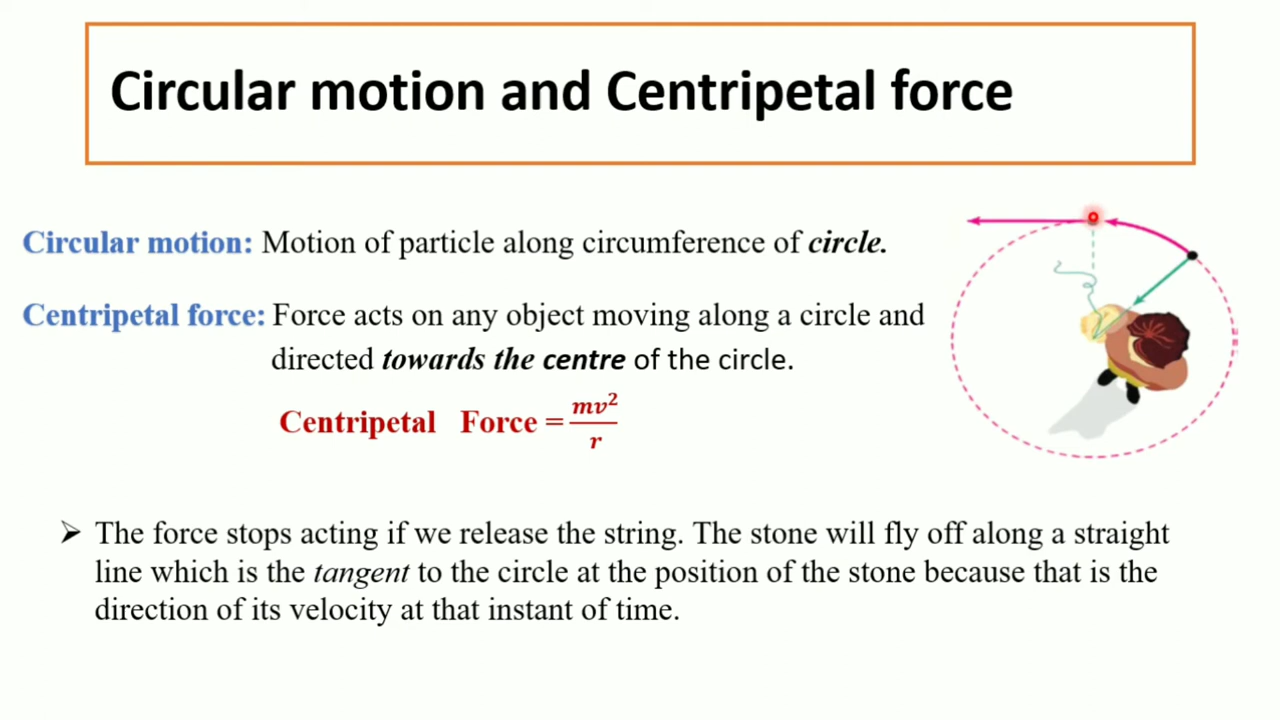 Circular motion and Centripetal force
Circular motion: Motion of particle along circumference of circle.
Centripetal force: Force acts on any object moving along a circle and
directed towards the centre of the circle.
Centripetal Force = mv²/r
➢ The force stops acting if we release the string. The stone will fly off along a straight
line which is the tangent to the circle at the position of the stone because that is the
direction of its velocity at that instant of time.